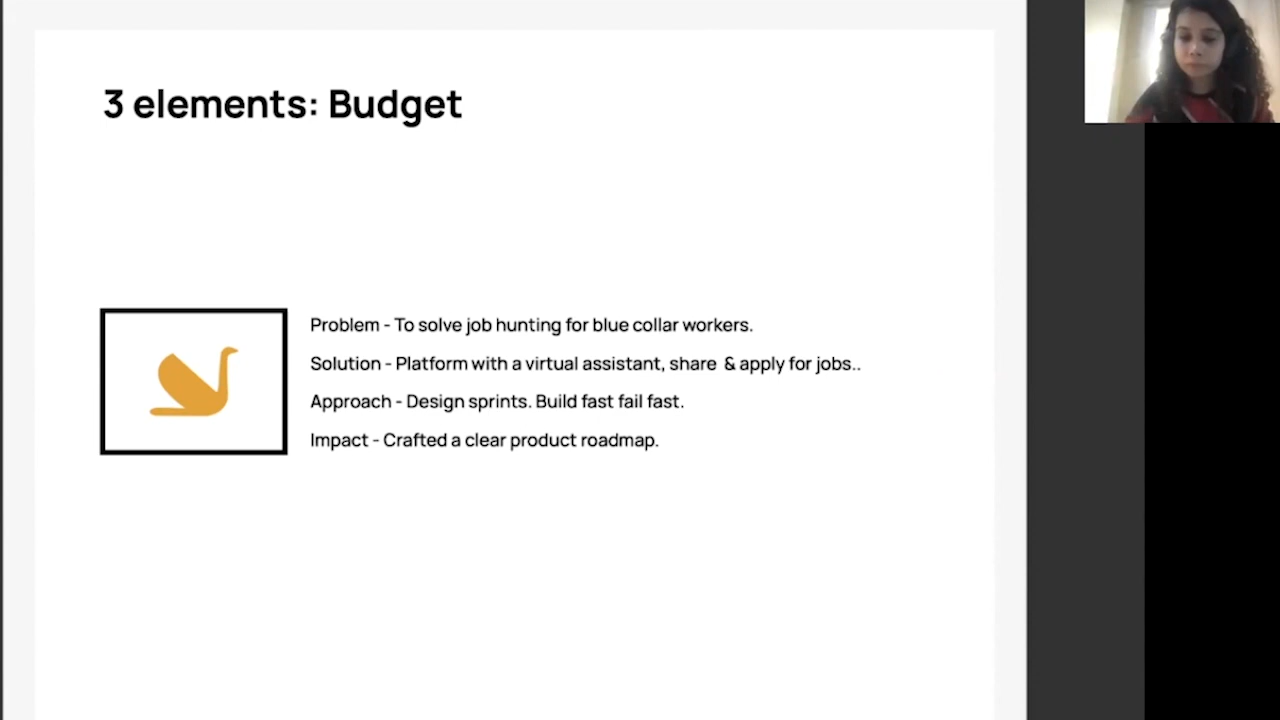 3 elements: Budget
Problem - To solve job hunting for blue collar workers.
Solution - Platform with a virtual assistant, share & apply for jobs..
Approach - Design sprints. Build fast fail fast.
Impact - Crafted a clear product roadmap.